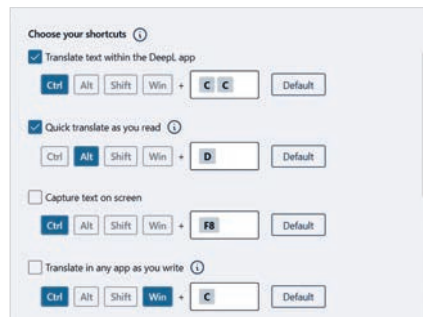 Choose your shortcuts
Translate text within the DeepL app
Ctrl Alt Shift Win + C C Default
Quick translate as you read
Ctrl Alt Shift Win + D Default
Capture text on screen
Ctrl Alt Shift Win + F8 Default
Translate in any app as you write
Ctrl Alt Shift Win + C Default